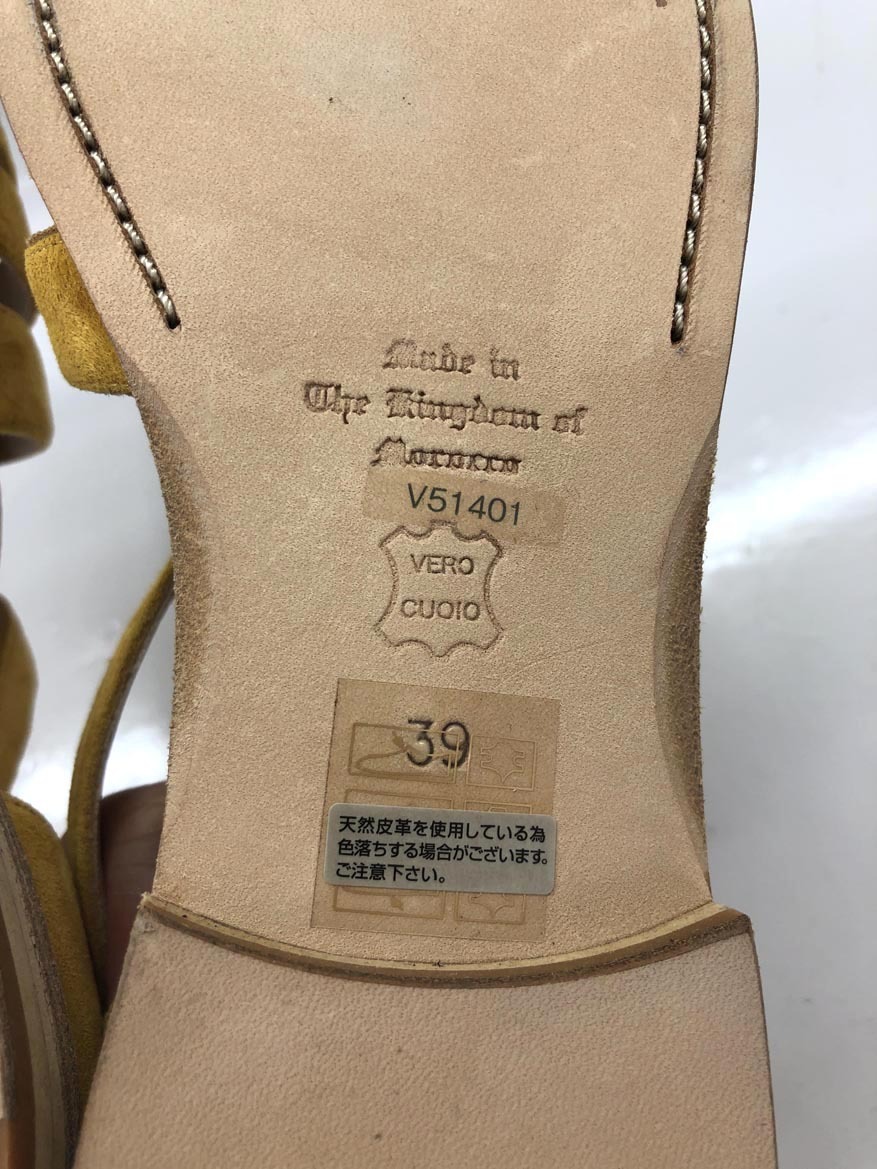 Made in
The Kingdom of
Morocco
V51401
VERO
CUOIO
39
天然皮革を使用している為
色落ちする場合がございます。
ご注意下さい。